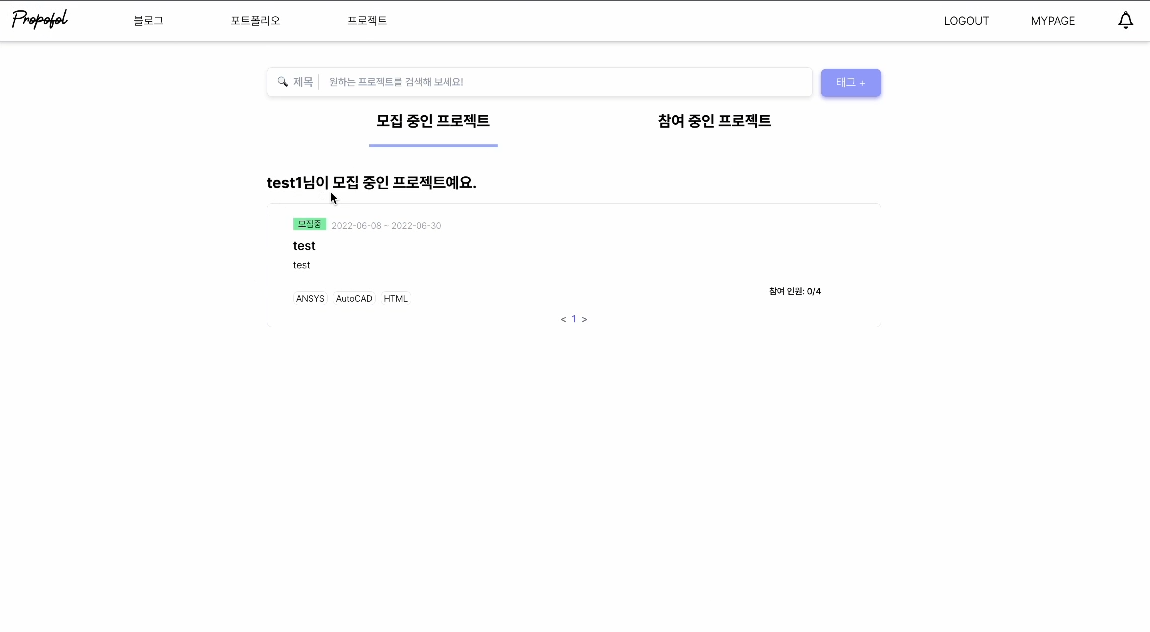 Propofol 블로그 포트폴리오 프로젝트 LOGOUT MYPAGE
제목 원하는 프로젝트를 검색해 보세요! 태그 +
모집 중인 프로젝트 참여 중인 프로젝트
test1님이 모집 중인 프로젝트예요.
모집중 2022-06-08 ~ 2022-06-30
test
test
참여 인원: 0/4
ANSYS AutoCAD HTML
< 1 >